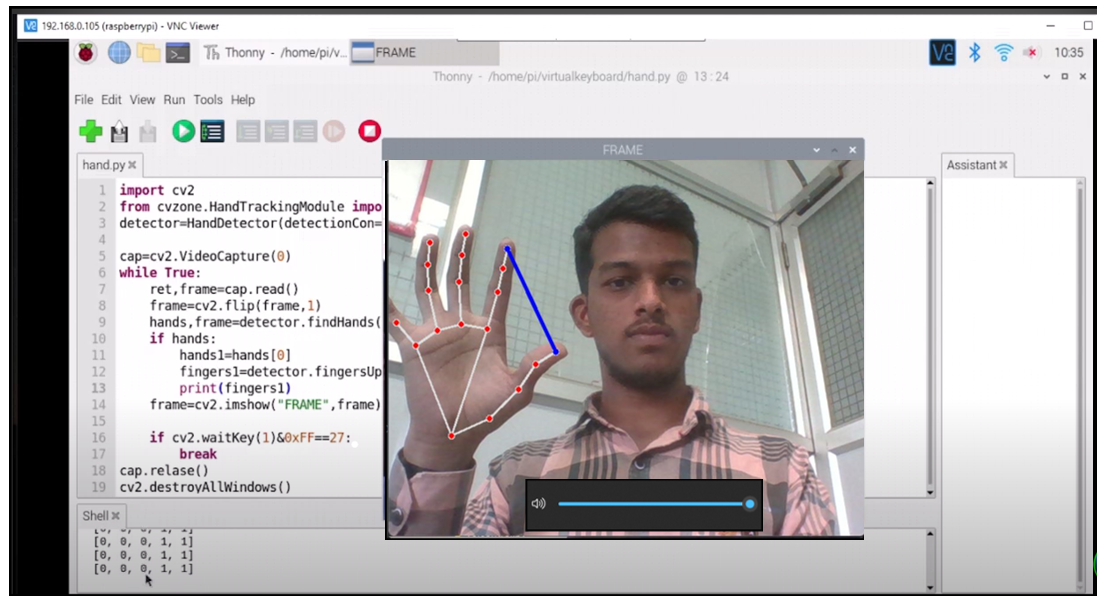 192.168.0.105 (raspberrypi) - VNC Viewer
Thonny - /home/pi/v...
FRAME
10:35
Thonny - /home/pi/virtualkeyboard/hand.py @ 13 : 24
File Edit View Run Tools Help
hand.py
FRAME
Assistant
1 import cv2
2 from cvzone.HandTrackingModule impo
3 detector=HandDetector(detectionCon=
4
5 cap=cv2.VideoCapture(0)
6 while True:
7 ret,frame=cap.read()
8 frame=cv2.flip(frame,1)
9 hands,frame=detector.findHands(
10 if hands:
11 hands1=hands[0]
12 fingers1=detector.fingersUp
13 print(fingers1)
14 frame=cv2.imshow("FRAME",frame)
15
16 if cv2.waitKey(1)&0xFF==27:
17 break
18 cap.relase()
19 cv2.destroyAllWindows()
Shell
[0, 0, 0, 1, 1]
[0, 0, 0, 1, 1]
[0, 0, 0, 1, 1]